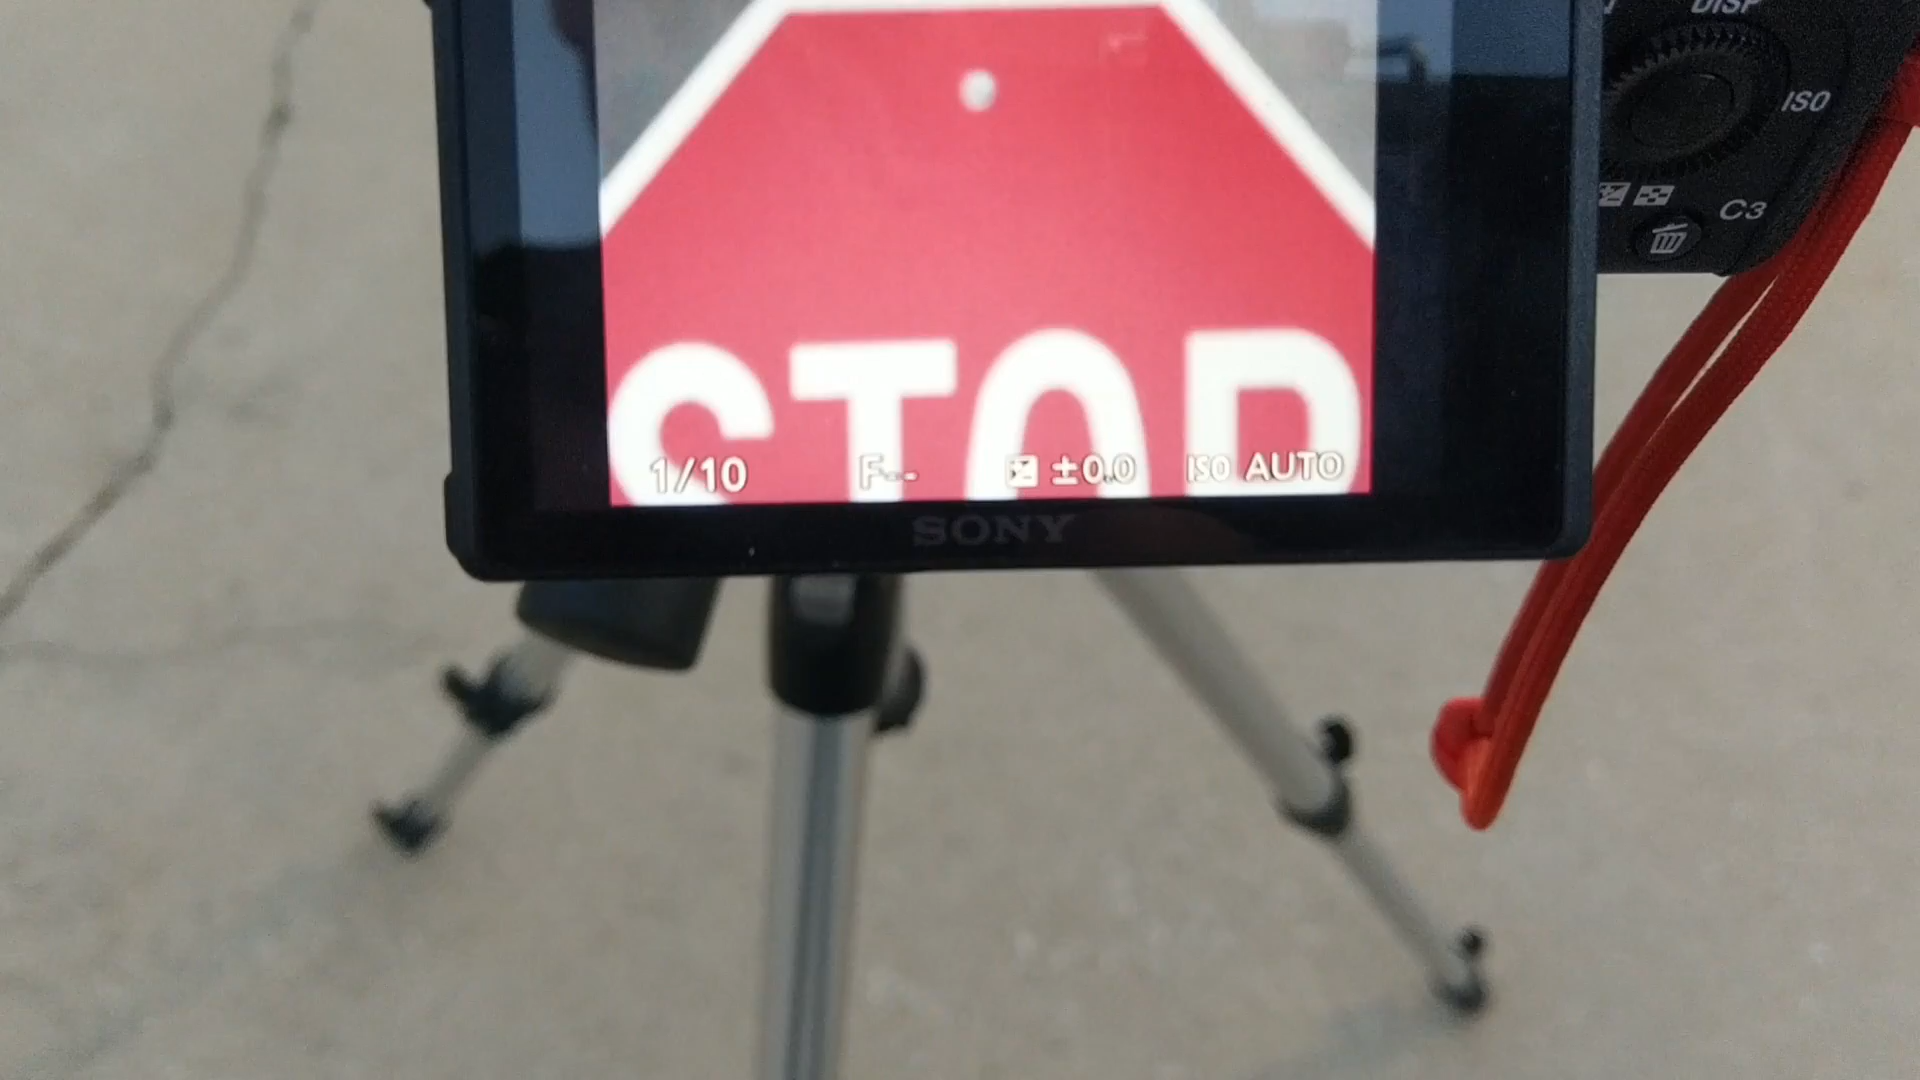 DISP
ISO
C3
STOP
1/10 F-- ±0.0 ISO AUTO
SONY